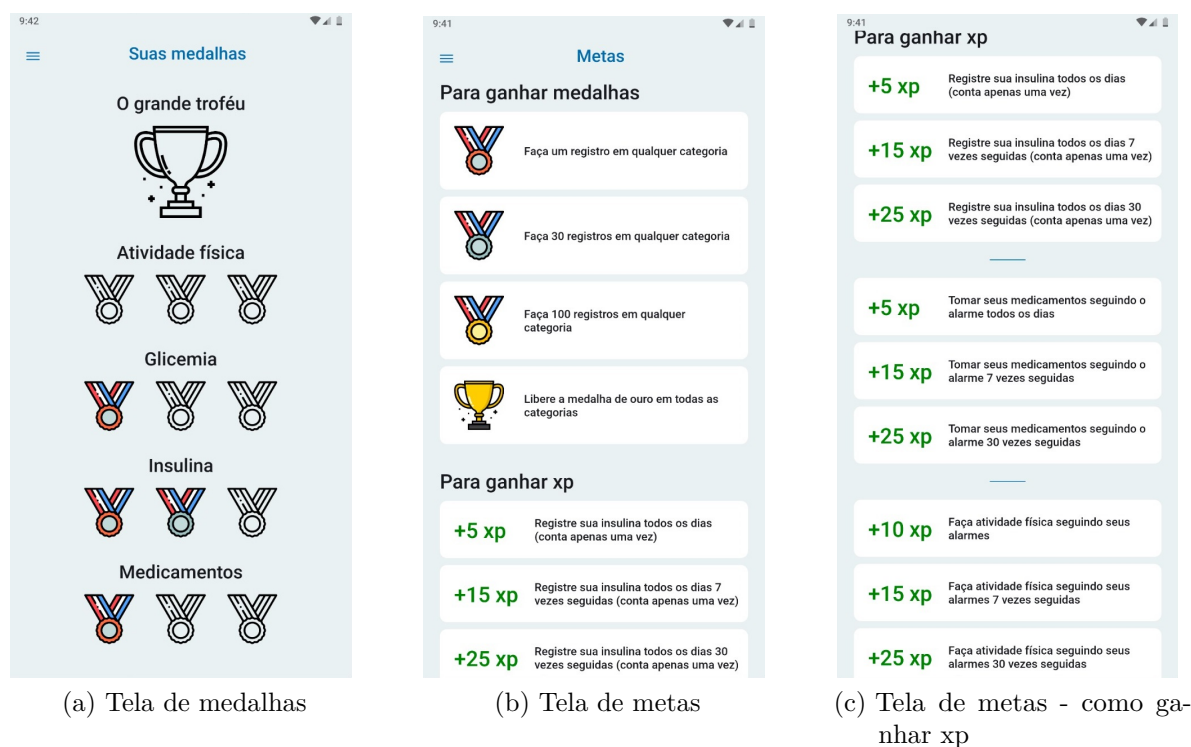 9:42
Suas medalhas
O grande troféu
Atividade física
Glicemia
Insulina
Medicamentos
(a) Tela de medalhas
9:41
Metas
Para ganhar medalhas
Faça um registro em qualquer categoria
Faça 30 registros em qualquer categoria
Faça 100 registros em qualquer
categoria
Libere a medalha de ouro em todas as
categorias
Para ganhar xp
+5 xp
Registre sua insulina todos os dias
(conta apenas uma vez)
+15 xp
Registre sua insulina todos os dias 7
vezes seguidas (conta apenas uma vez)
+25 xp
Registre sua insulina todos os dias 30
vezes seguidas (conta apenas uma vez)
(b) Tela de metas
9:41
Para ganhar xp
+5 xp
Registre sua insulina todos os dias
(conta apenas uma vez)
+15 xp
Registre sua insulina todos os dias 7
vezes seguidas (conta apenas uma vez)
+25 xp
Registre sua insulina todos os dias 30
vezes seguidas (conta apenas uma vez)
+5 xp
Tomar seus medicamentos seguindo o
alarme todos os dias
+15 xp
Tomar seus medicamentos seguindo o
alarme 7 vezes seguidas
+25 xp
Tomar seus medicamentos seguindo o
alarme 30 vezes seguidas
+10 xp
Faça atividade física seguindo seus
alarmes
+15 xp
Faça atividade física seguindo seus
alarmes 7 vezes seguidas
+25 xp
Faça atividade física seguindo seus
alarmes 30 vezes seguidas
(c) Tela de metas - como ga-
nhar xp